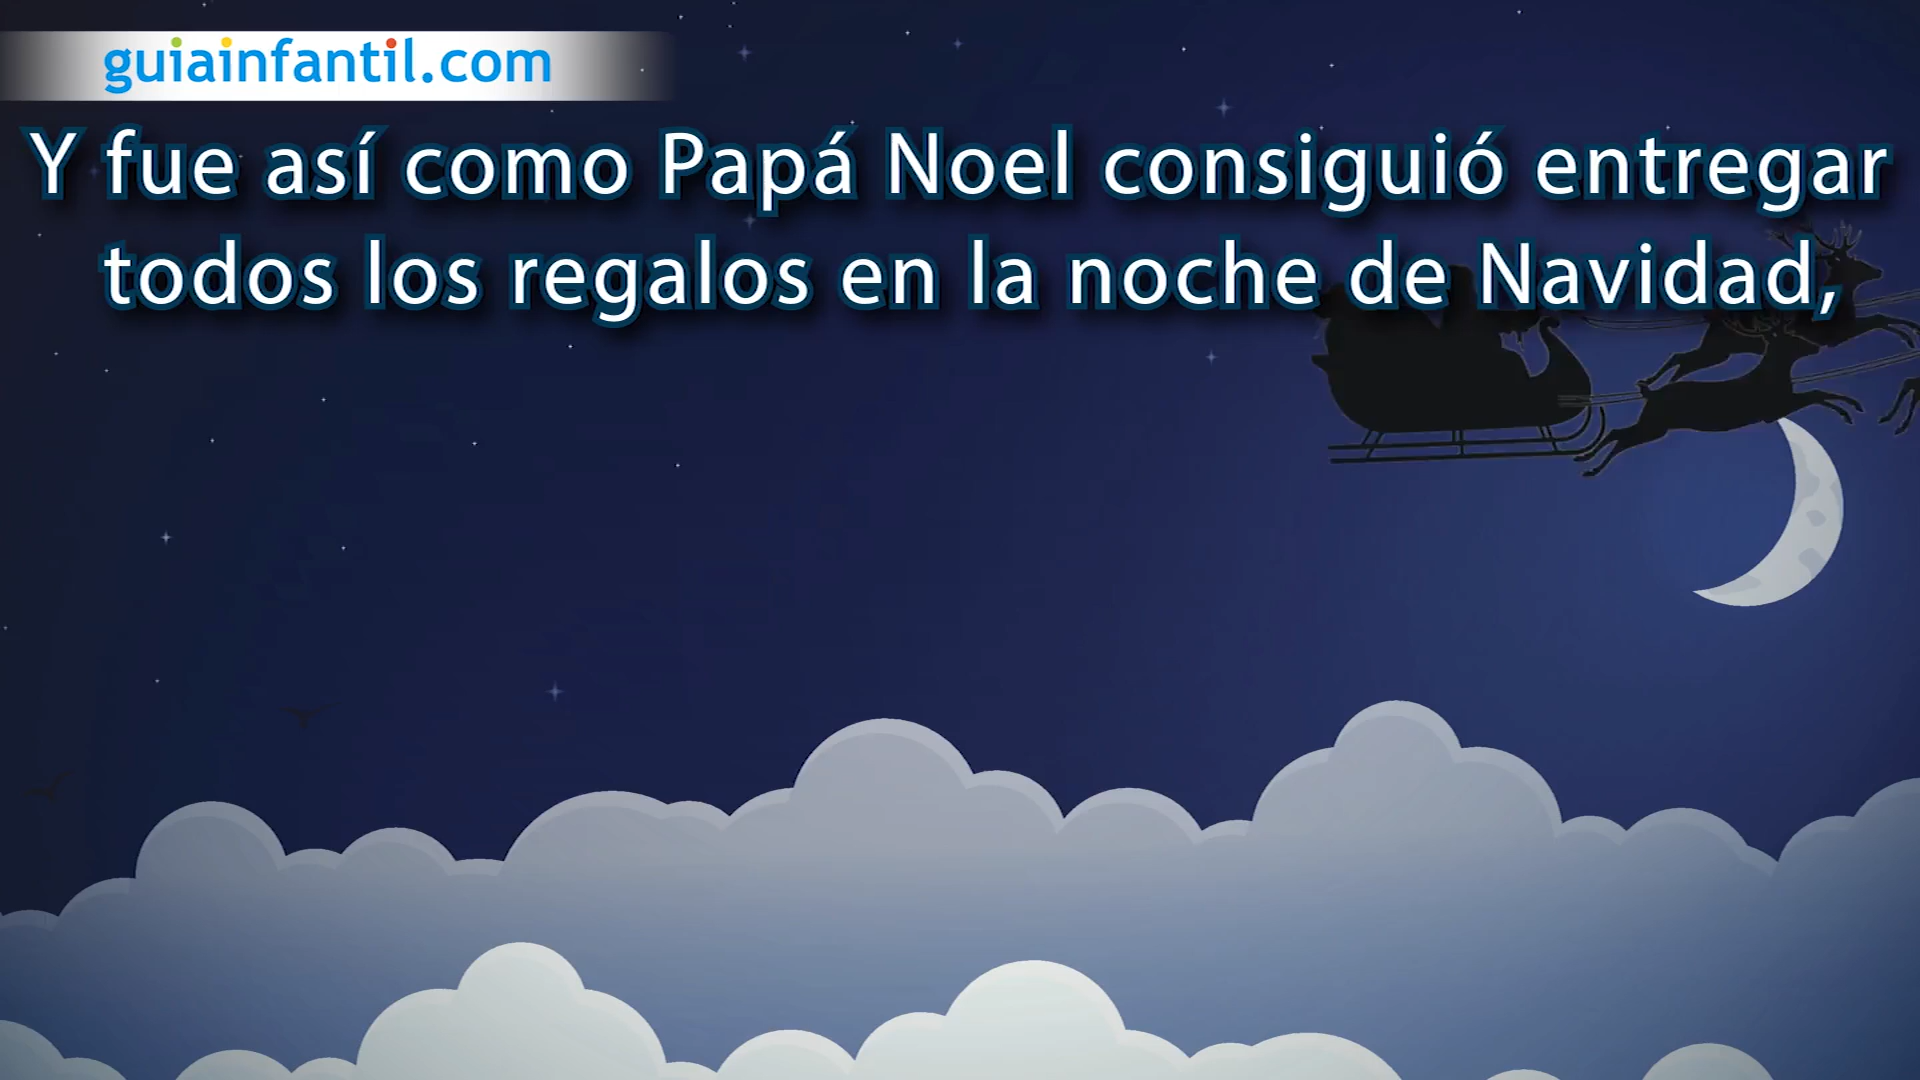 guiainfantil.com
Y fue así como Papá Noel consiguió entregar
todos los regalos en la noche de Navidad,